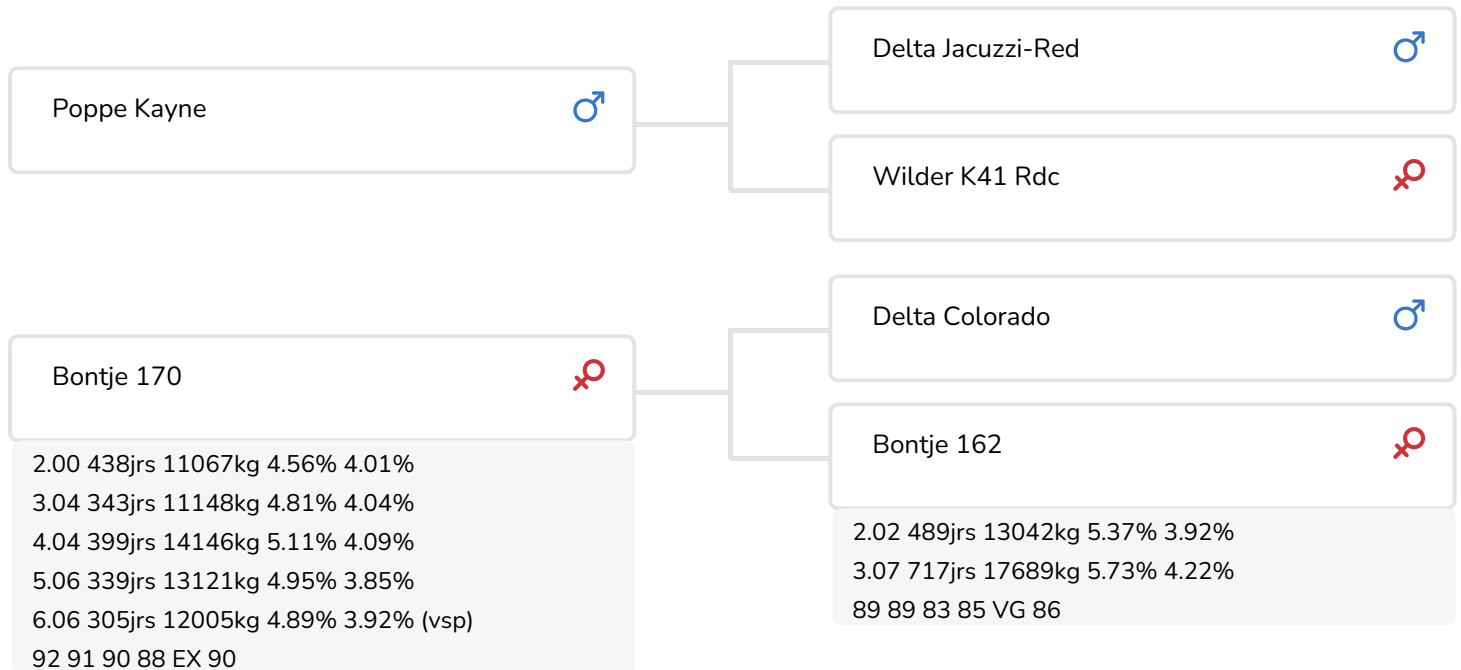 Poppe Kayne
Delta Jacuzzi-Red
Wilder K41 Rdc
Bontje 170
2.00 438jrs 11067kg 4.56% 4.01%
3.04 343jrs 11148kg 4.81% 4.04%
4.04 399jrs 14146kg 5.11% 4.09%
5.06 339jrs 13121kg 4.95% 3.85%
6.06 305jrs 12005kg 4.89% 3.92% (vsp)
92 91 90 88 EX 90
Delta Colorado
Bontje 162
2.02 489jrs 13042kg 5.37% 3.92%
3.07 717jrs 17689kg 5.73% 4.22%
89 89 83 85 VG 86